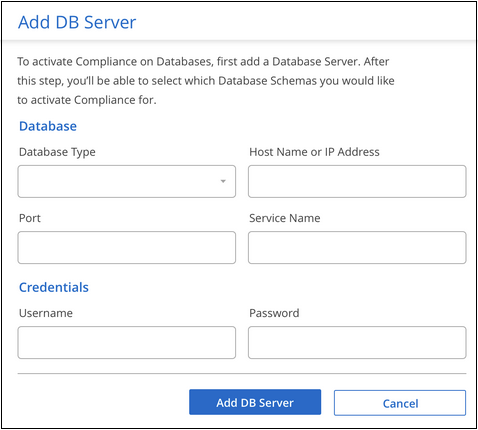 Add DB Server
To activate Compliance on Databases, first add a Database Server. After
this step, you'll be able to select which Database Schemas you would like
to activate Compliance for.
Database
Database Type
Host Name or IP Address
Port
Service Name
Credentials
Username
Password
Add DB Server
Cancel